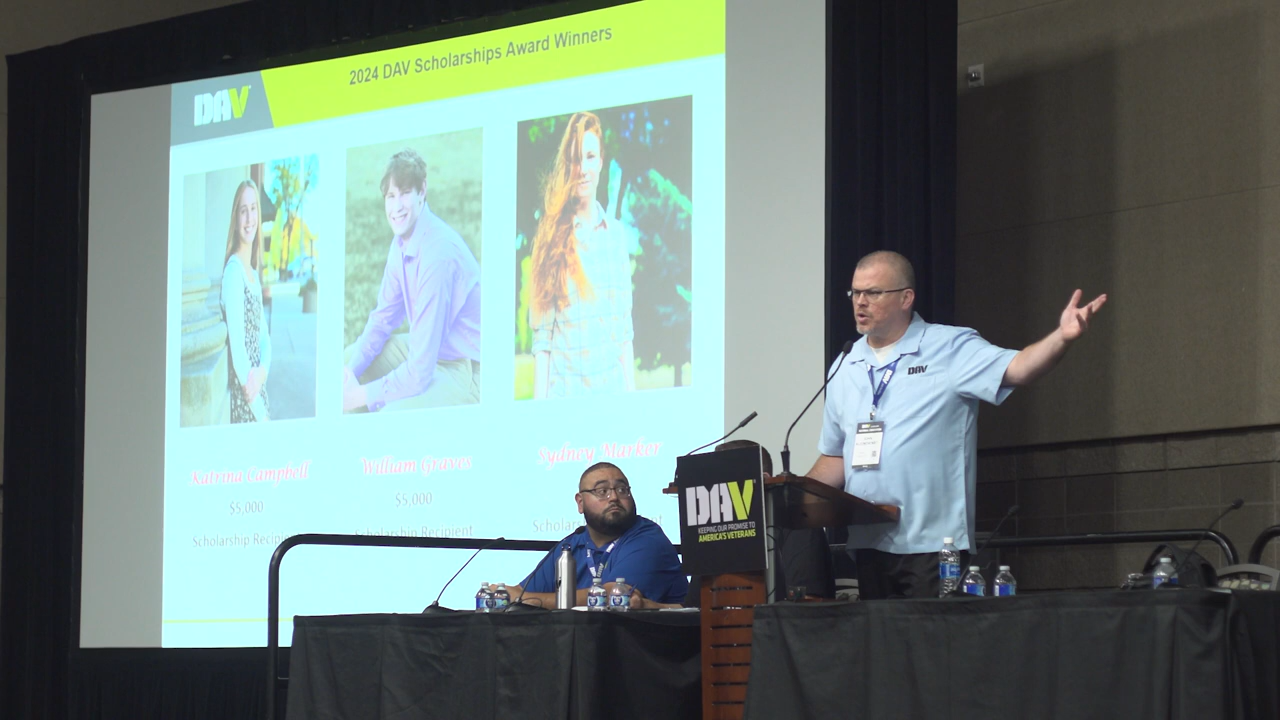 2024 DAV Scholarships Award Winners
DAV
Katrina Campbell
William Graves
Sydney Marker
$5,000
$5,000
Scholarship
Scholarship Recipient
DAV
DAV
KEEPING OUR PROMISE TO
AMERICA'S VETERANS